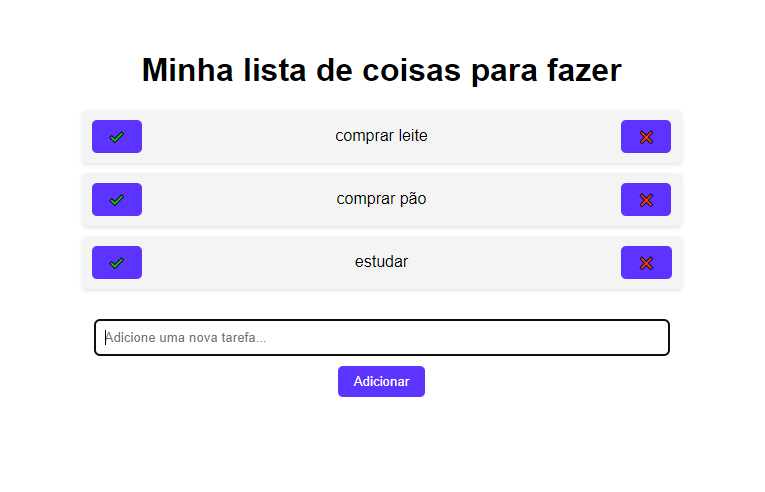 Minha lista de coisas para fazer
comprar leite
comprar pão
estudar
Adicione uma nova tarefa...
Adicionar